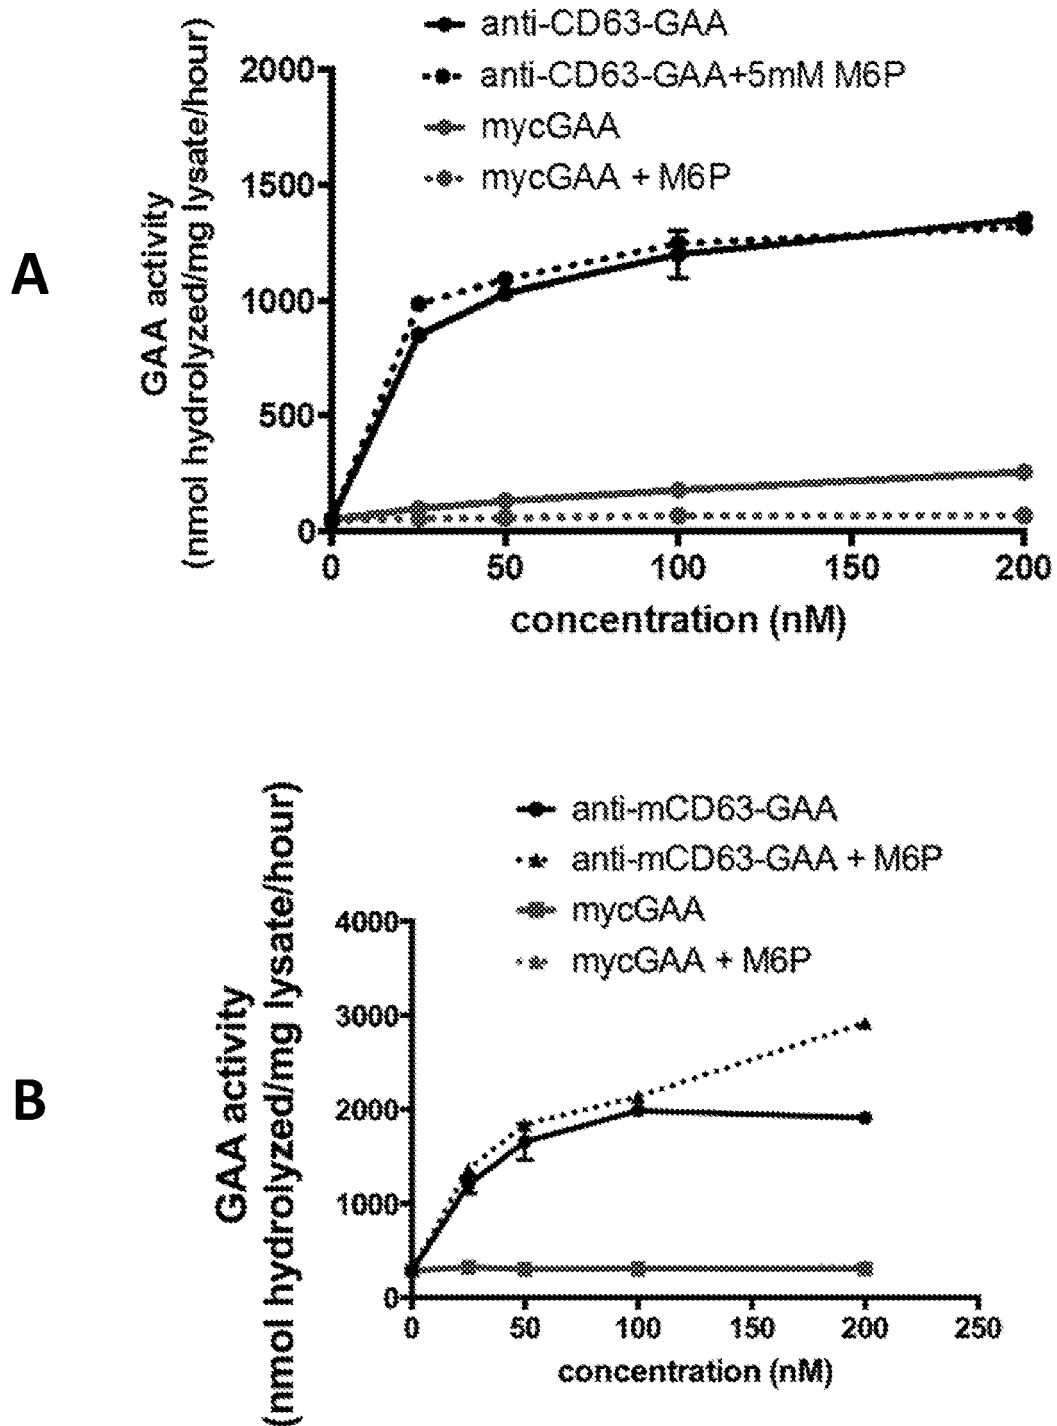 anti-CD63-GAA
anti-CD63-GAA+5mM M6P
mycGAA
mycGAA + M6P
A
GAA activity
(nmol hydrolyzed/mg lysate/hour)
2000
1500
1000
500
0
0 50 100 150 200
concentration (nM)
anti-mCD63-GAA
anti-mCD63-GAA + M6P
mycGAA
mycGAA + M6P
B
GAA activity
(nmol hydrolyzed/mg lysate/hour)
4000
3000
2000
1000
0
0 50 100 150 200 250
concentration (nM)